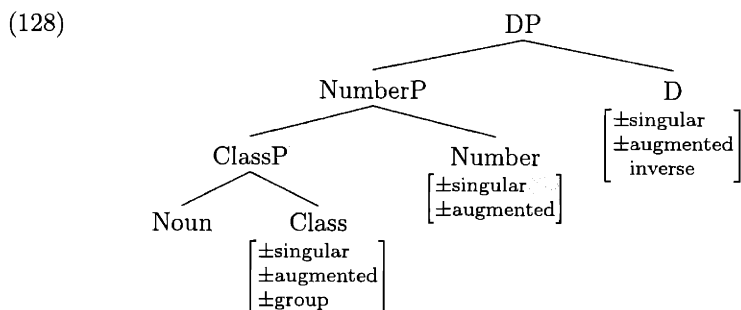 (128)
DP
NumberP
D
±singular
±augmented
inverse
ClassP
Number
±singular
±augmented
Noun
Class
±singular
±augmented
±group